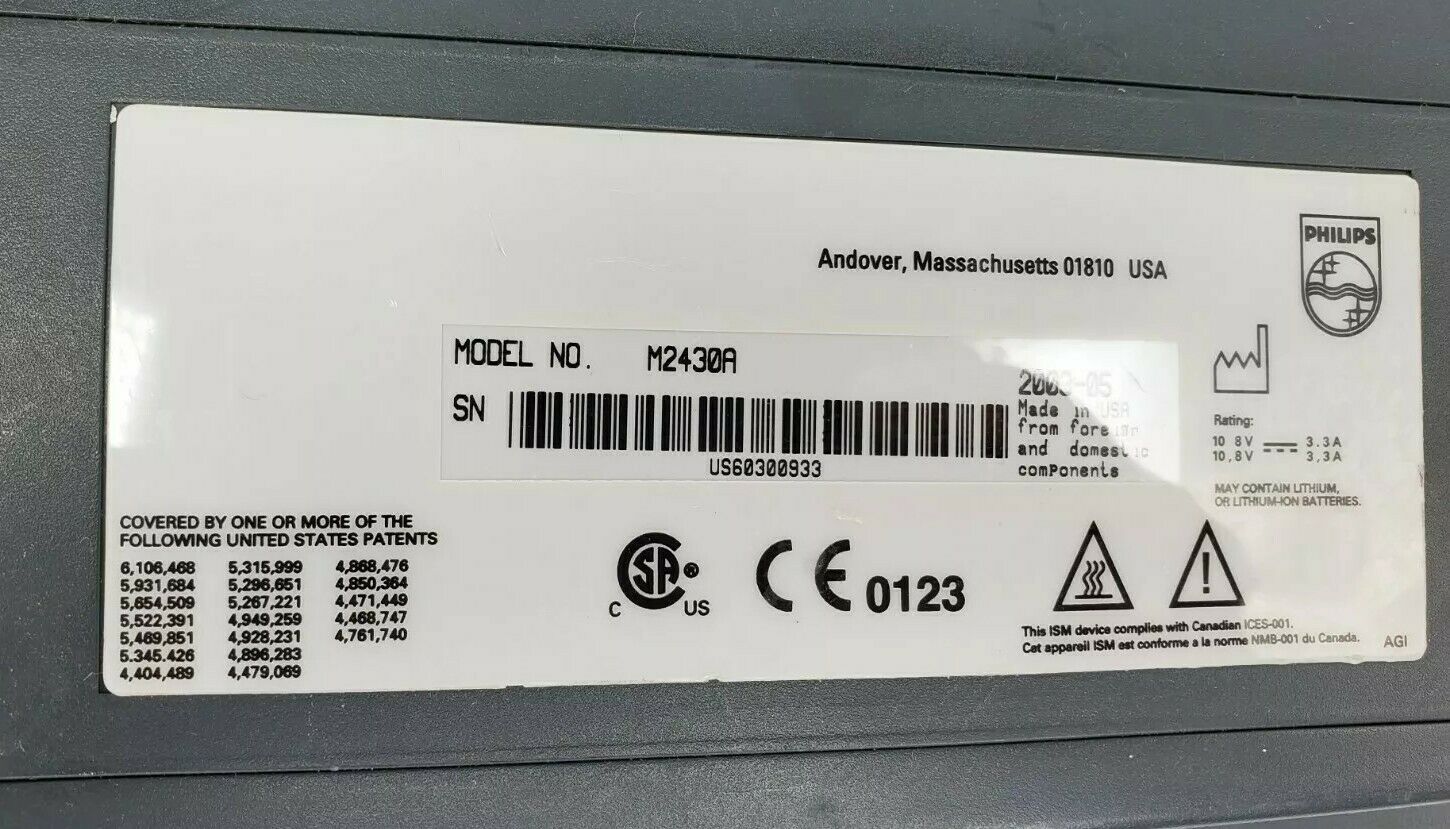 PHILIPS
Andover, Massachusetts 01810 USA
MODEL NO. M2430A
SN
US60300933
2003-05
Made in USA
from foreign
and domestic
comPonents
Rating:
10 8V 3.3A
10,8V 3,3A
MAY CONTAIN LITHIUM,
OR LITHIUM-ION BATTERIES.
COVERED BY ONE OR MORE OF THE
FOLLOWING UNITED STATES PATENTS
6,106,468 5,315,999 4,868,476
5,931,684 5,296,651 4,850,364
5,654,509 5,267,221 4,471,449
5,522,391 4,949,259 4,468,747
5,469,851 4,928,231 4,761,740
5.345.426 4,896,283
4,404,489 4,479,069
C SA ® US
CE 0123
This ISM device complies with Canadian ICES-001.
Cet appareil ISM est conforme a la norme NMB-001 du Canada.
AGI